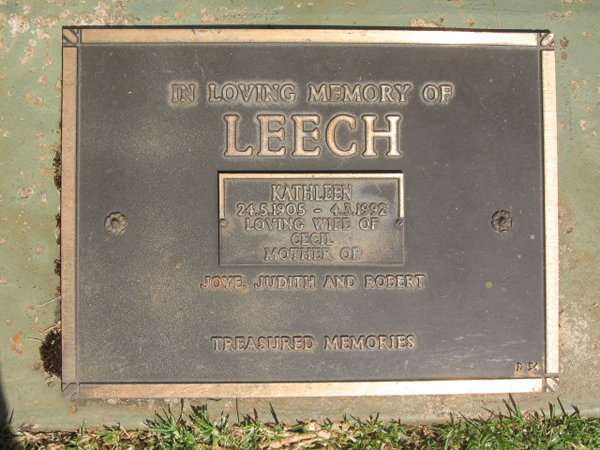 IN LOVING MEMORY OF
LEECH
KATHLEEN
24.5.1905 - 4.3.1992
LOVING WIFE OF
CECIL
MOTHER OF
JOYE, JUDITH AND ROBERT
TREASURED MEMORIES